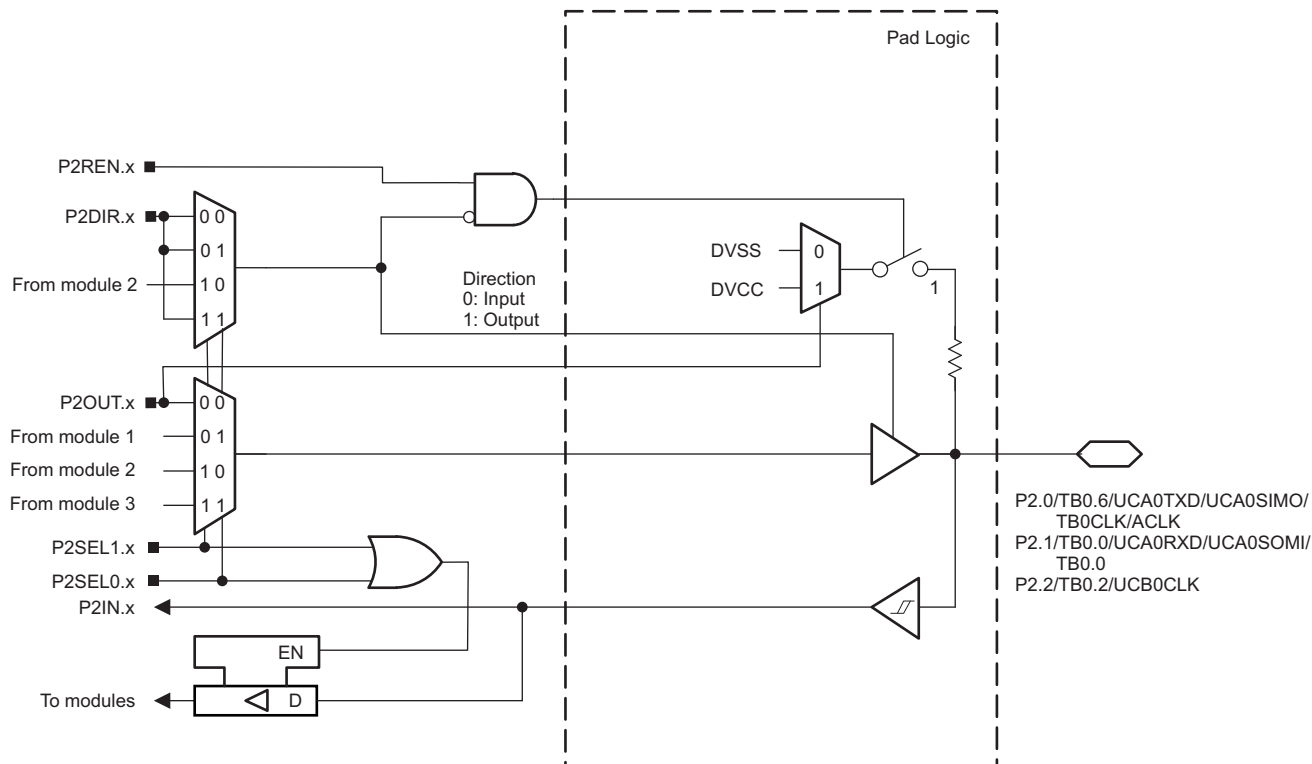 Pad Logic
P2REN.x
P2DIR.x
0 0
0 1
From module 2
1 0
1 1
Direction
0: Input
1: Output
DVSS
0
DVCC
1
1
P2OUT.x
0 0
From module 1
0 1
From module 2
1 0
From module 3
1 1
P2SEL1.x
P2SEL0.x
P2IN.x
EN
To modules
D
P2.0/TB0.6/UCA0TXD/UCA0SIMO/
TB0CLK/ACLK
P2.1/TB0.0/UCA0RXD/UCA0SOMI/
TB0.0
P2.2/TB0.2/UCB0CLK